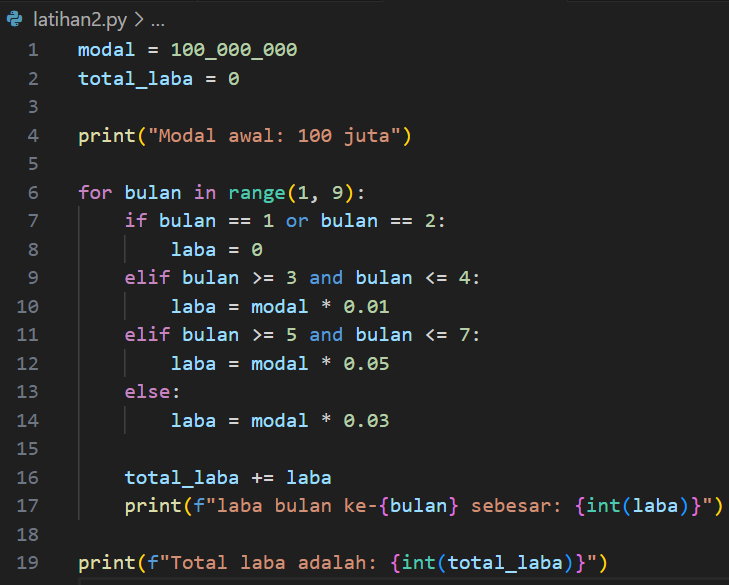 latihan2.py > ...
1 modal = 100_000_000
2 total_laba = 0
3
4 print("Modal awal: 100 juta")
5
6 for bulan in range(1, 9):
7     if bulan == 1 or bulan == 2:
8         laba = 0
9     elif bulan >= 3 and bulan <= 4:
10         laba = modal * 0.01
11     elif bulan >= 5 and bulan <= 7:
12         laba = modal * 0.05
13     else:
14         laba = modal * 0.03
15
16     total_laba += laba
17     print(f"laba bulan ke-{bulan} sebesar: {int(laba)}")
18
19 print(f"Total laba adalah: {int(total_laba)}")